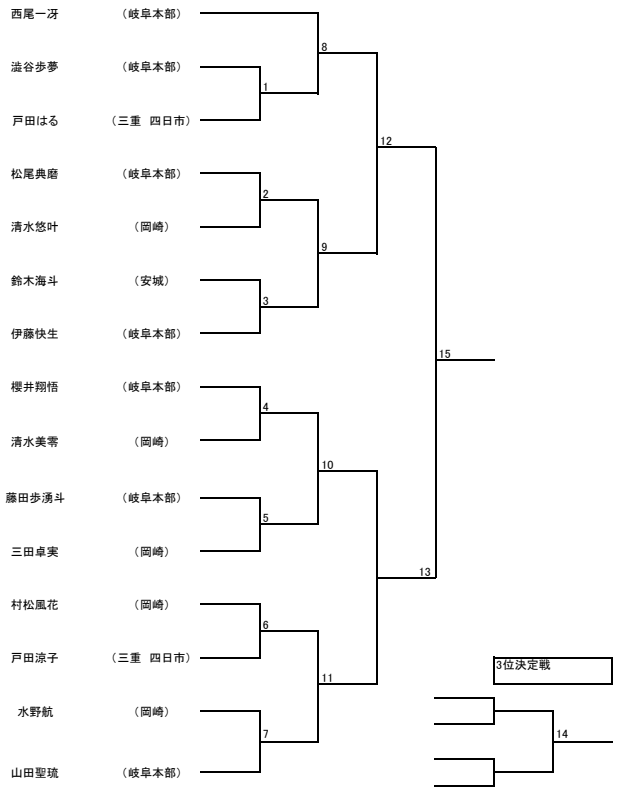 西尾一冴 （岐阜本部）
8
澁谷歩夢 （岐阜本部）
1
戸田はる （三重 四日市）
12
松尾典磨 （岐阜本部）
2
清水悠叶 （岡崎）
9
鈴木海斗 （安城）
3
伊藤快生 （岐阜本部）
15
櫻井翔悟 （岐阜本部）
4
清水美零 （岡崎）
10
藤田歩湧斗 （岐阜本部）
5
三田卓実 （岡崎）
13
村松風花 （岡崎）
6
戸田涼子 （三重 四日市）
3位決定戦
11
水野航 （岡崎）
7
14
山田聖琉 （岐阜本部）